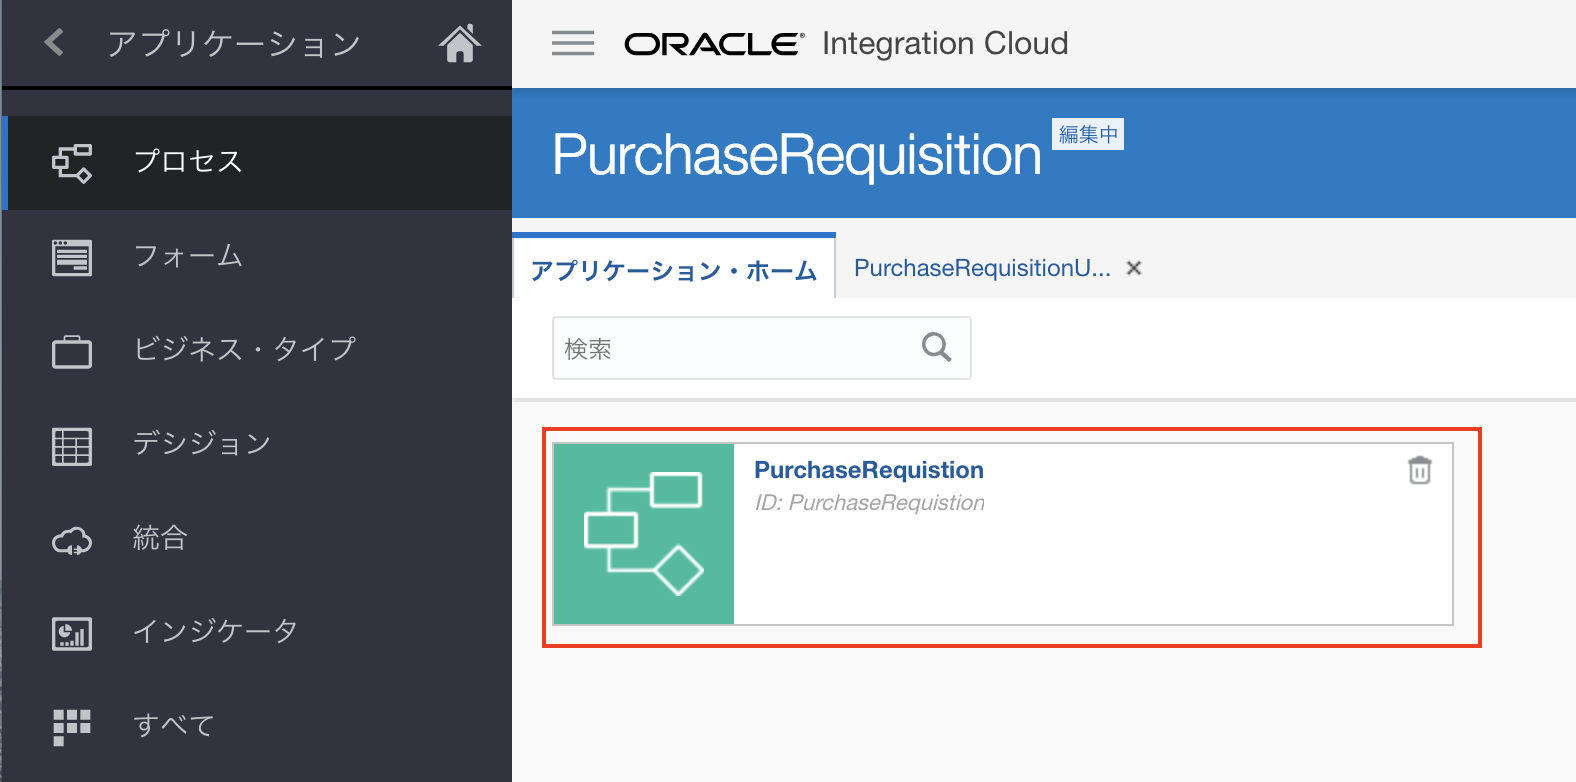 アプリケーション
プロセス
フォーム
ビジネス・タイプ
デシジョン
統合
インジケータ
すべて
ORACLE® Integration Cloud
PurchaseRequisition 編集中
アプリケーション・ホーム PurchaseRequisitionU... ×
検索
PurchaseRequistion
ID: PurchaseRequistion